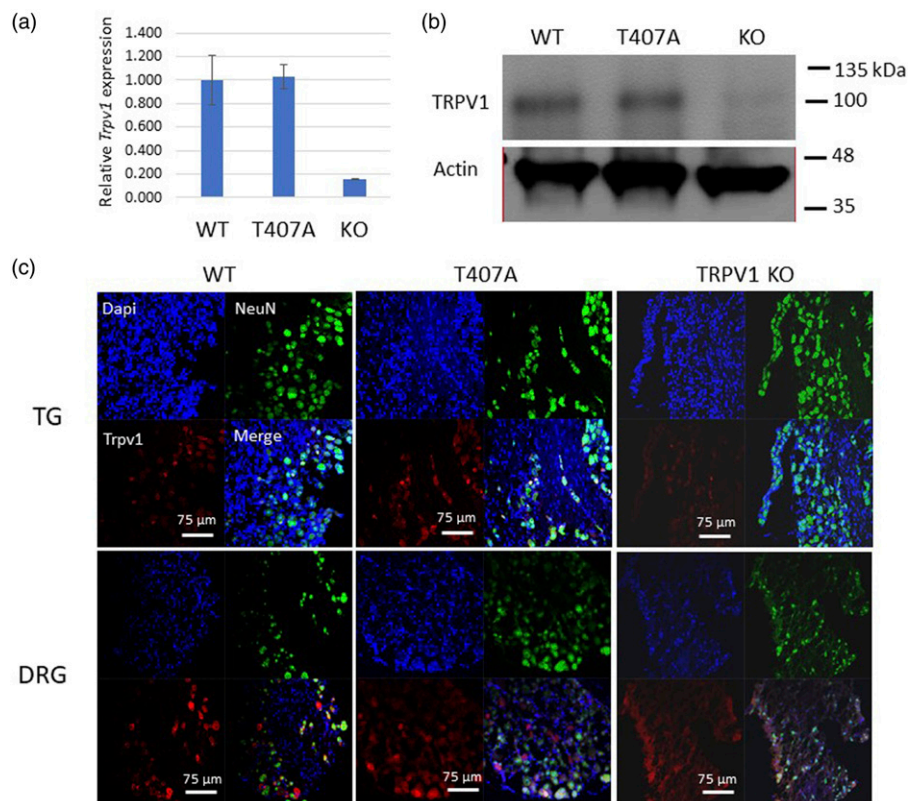 (a)
Relative Trpv1 expression
1.400
1.200
1.000
0.800
0.600
0.400
0.200
0.000
WT T407A KO
(b)
WT T407A KO
TRPV1
Actin
135 kDa
100
48
35
(c)
WT T407A TRPV1 KO
TG
Dapi NeuN
Trpv1 Merge
75 µm 75 µm 75 µm
DRG
75 µm 75 µm 75 µm